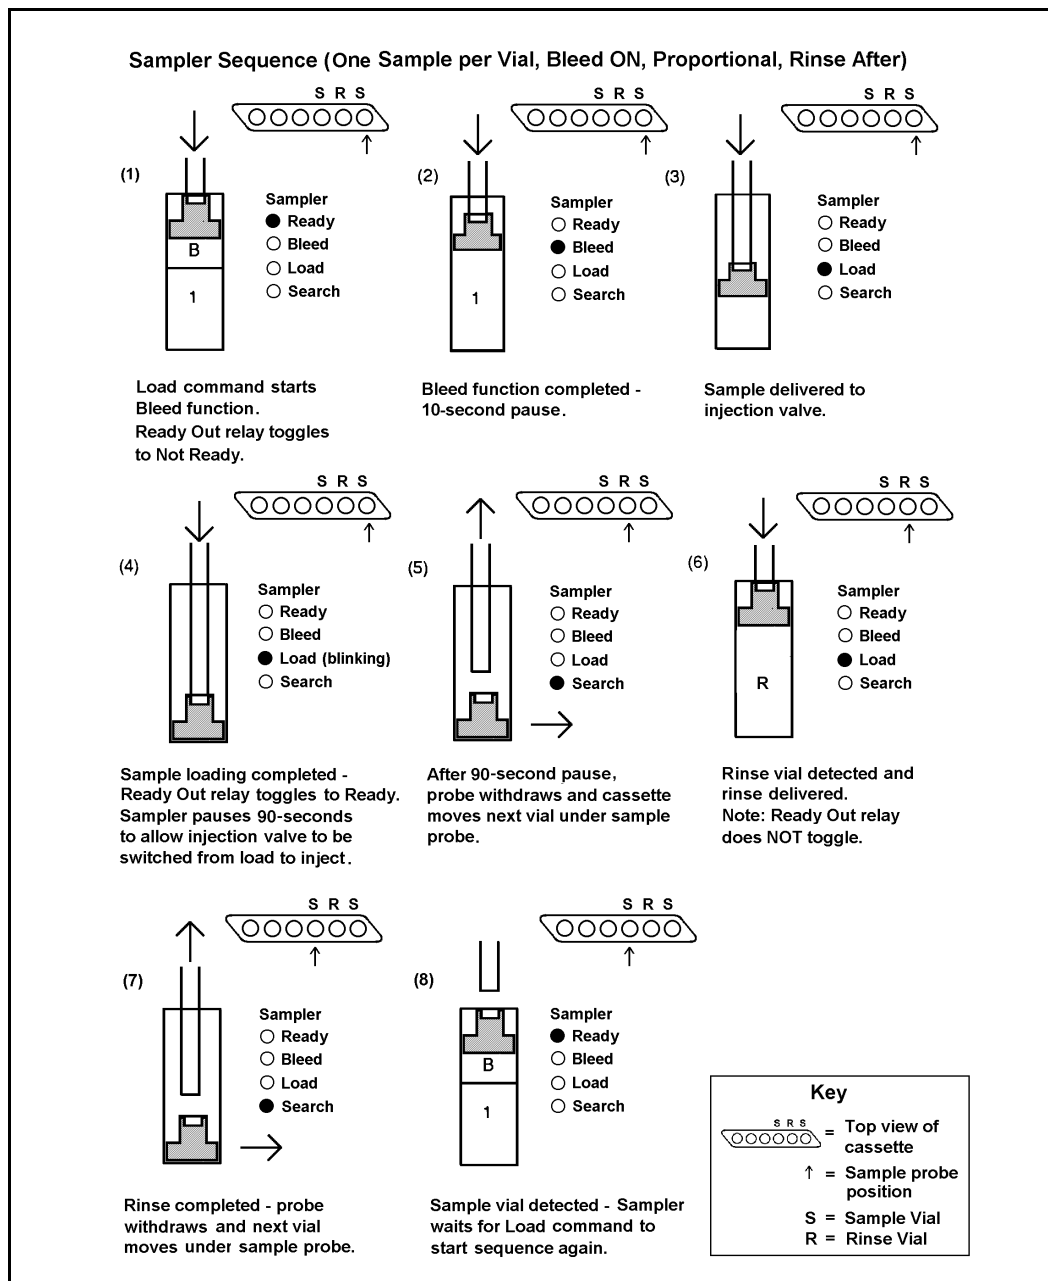 Sampler Sequence (One Sample per Vial, Bleed ON, Proportional, Rinse After)
S R S
(1)
B
1
Sampler
Ready
Bleed
Load
Search
Load command starts
Bleed function.
Ready Out relay toggles
to Not Ready.
S R S
(2)
1
Sampler
Ready
Bleed
Load
Search
Bleed function completed -
10-second pause.
S R S
(3)
Sampler
Ready
Bleed
Load
Search
Sample delivered to
injection valve.
S R S
(4)
Sampler
Ready
Bleed
Load (blinking)
Search
Sample loading completed -
Ready Out relay toggles to Ready.
Sampler pauses 90-seconds
to allow injection valve to be
switched from load to inject.
S R S
(5)
Sampler
Ready
Bleed
Load
Search
After 90-second pause,
probe withdraws and cassette
moves next vial under sample
probe.
S R S
(6)
R
Sampler
Ready
Bleed
Load
Search
Rinse vial detected and
rinse delivered.
Note: Ready Out relay
does NOT toggle.
S R S
(7)
Sampler
Ready
Bleed
Load
Search
Rinse completed - probe
withdraws and next vial
moves under sample probe.
S R S
(8)
B
1
Sampler
Ready
Bleed
Load
Search
Sample vial detected - Sampler
waits for Load command to
start sequence again.
Key
S R S
= Top view of
cassette
= Sample probe
position
S = Sample Vial
R = Rinse Vial